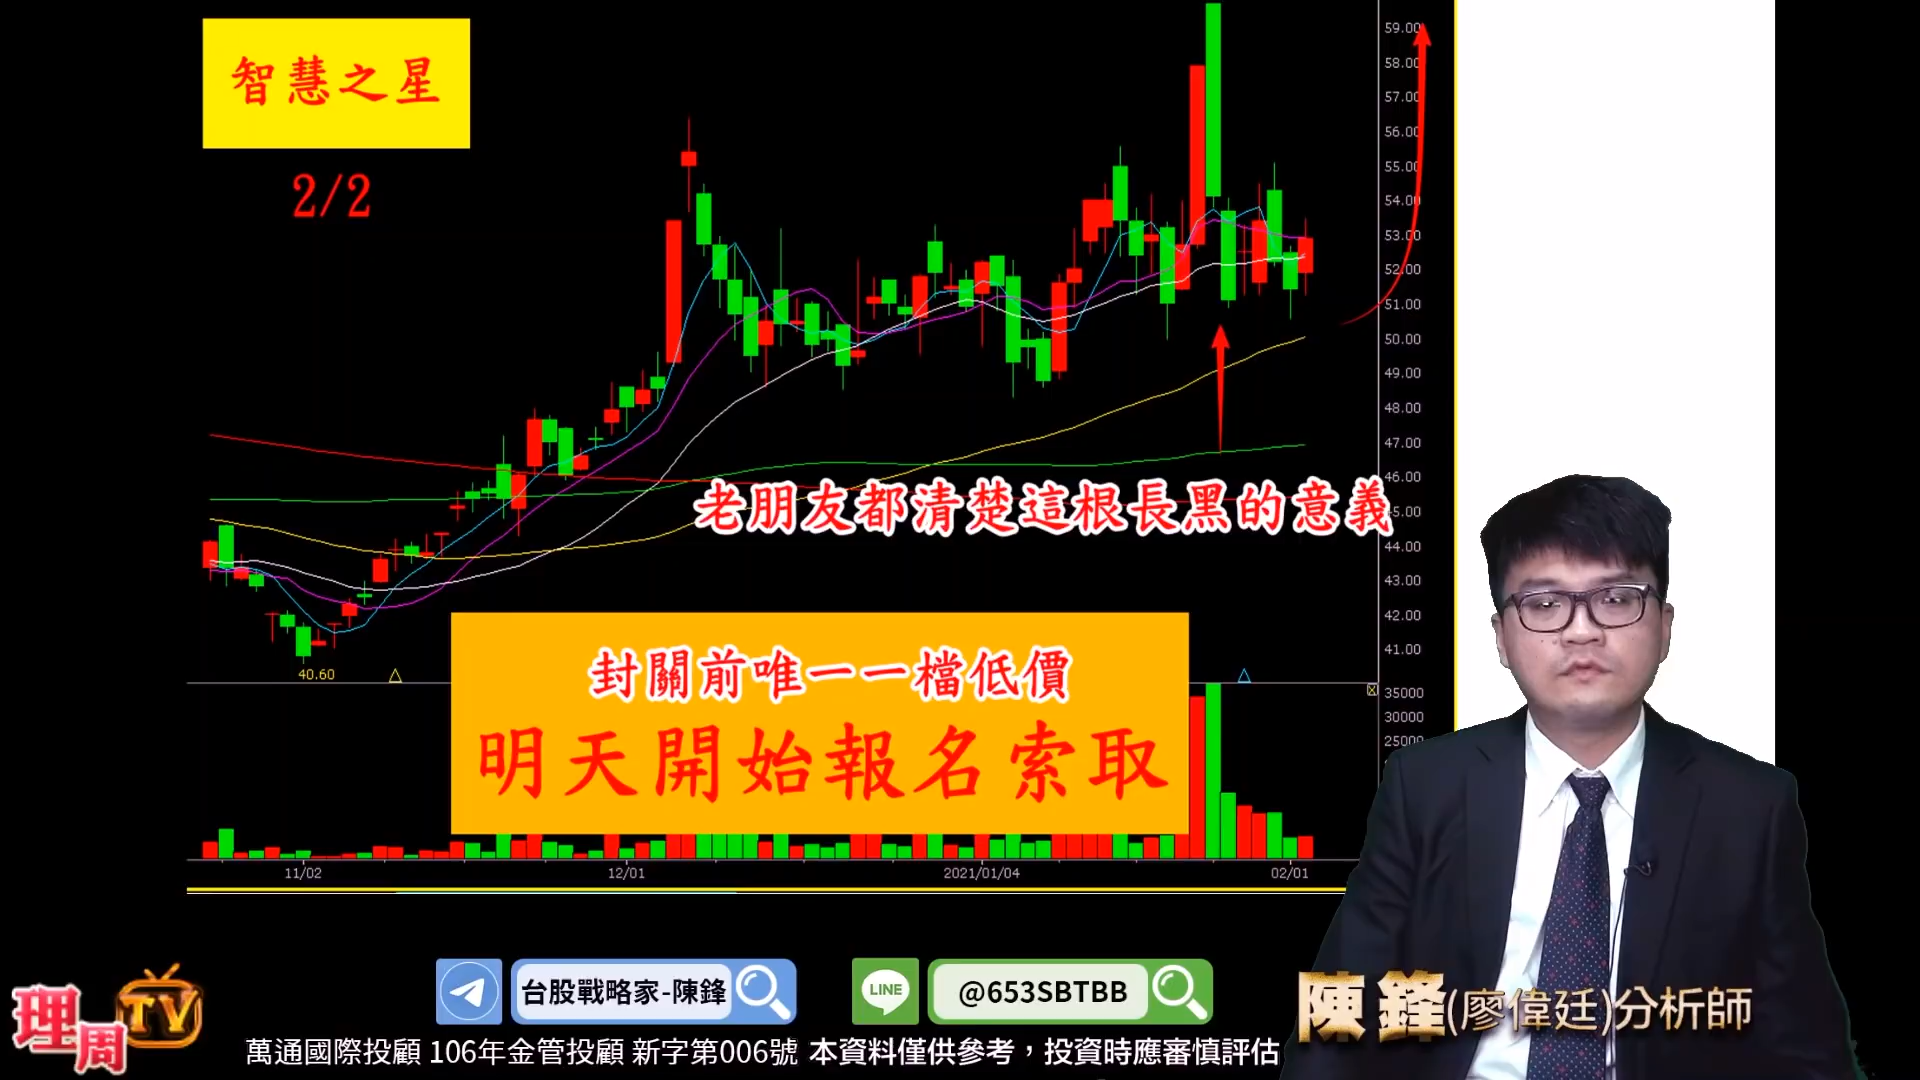 智慧之星
2/2
59.00
58.00
57.00
56.00
55.00
54.00
53.00
52.00
51.00
50.00
49.00
48.00
47.00
46.00
老朋友都清楚這根長黑的意義
45.00
44.00
43.00
42.00
41.00
40.60
封關前唯一一檔低價
明天開始報名索取
35000
30000
25000
11/02
12/01
2021/01/04
02/01
理周TV
台股戰略家-陳鋒
LINE
@653SBTBB
陳鋒(廖偉廷)分析師
萬通國際投顧 106年金管投顧 新字第006號 本資料僅供參考，投資時應審慎評估